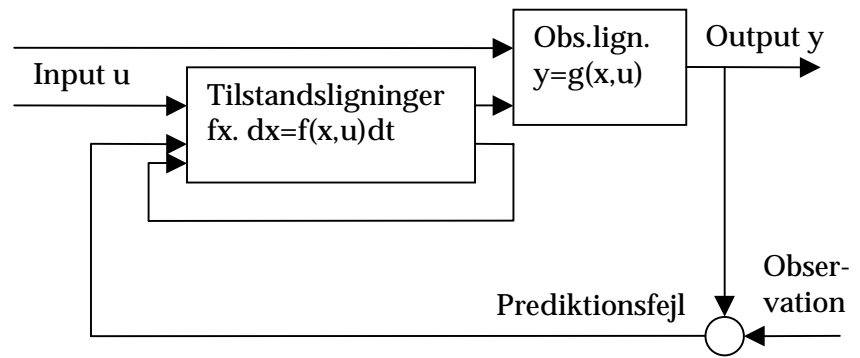 Obs.lign.
y=g(x,u)
Output y
Input u
Tilstandsligninger
fx. dx=f(x,u)dt
Prediktionsfejl
Obser-
vation